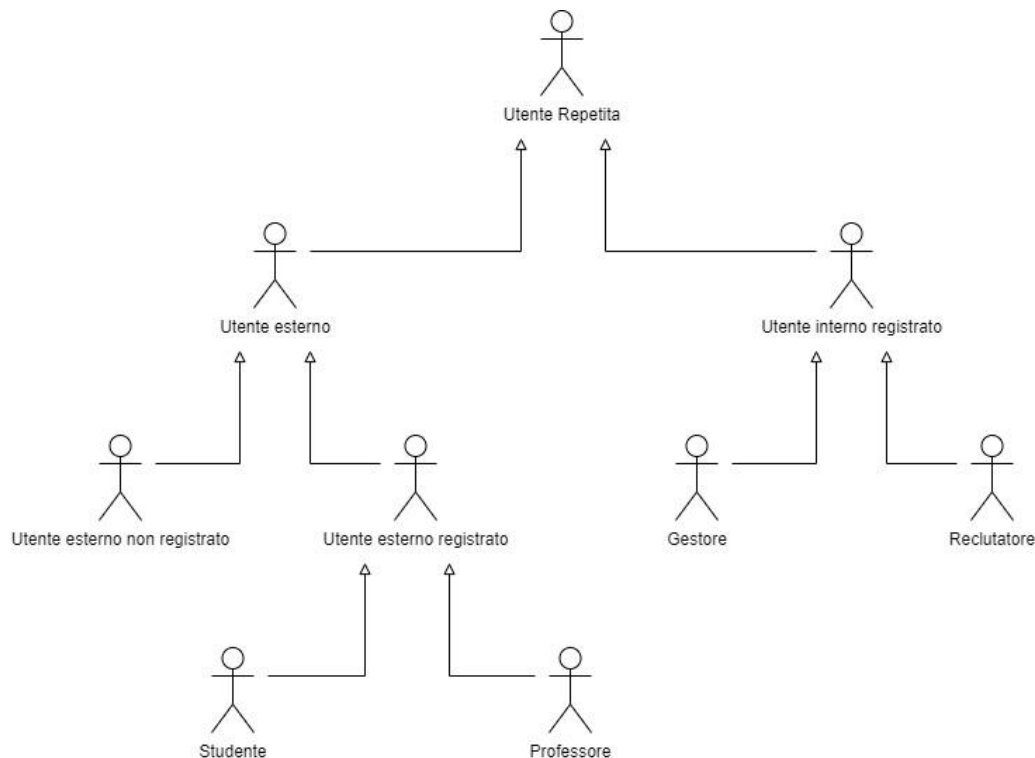 Utente Repetita
Utente esterno
Utente interno registrato
Utente esterno non registrato
Utente esterno registrato
Gestore
Reclutatore
Studente
Professore